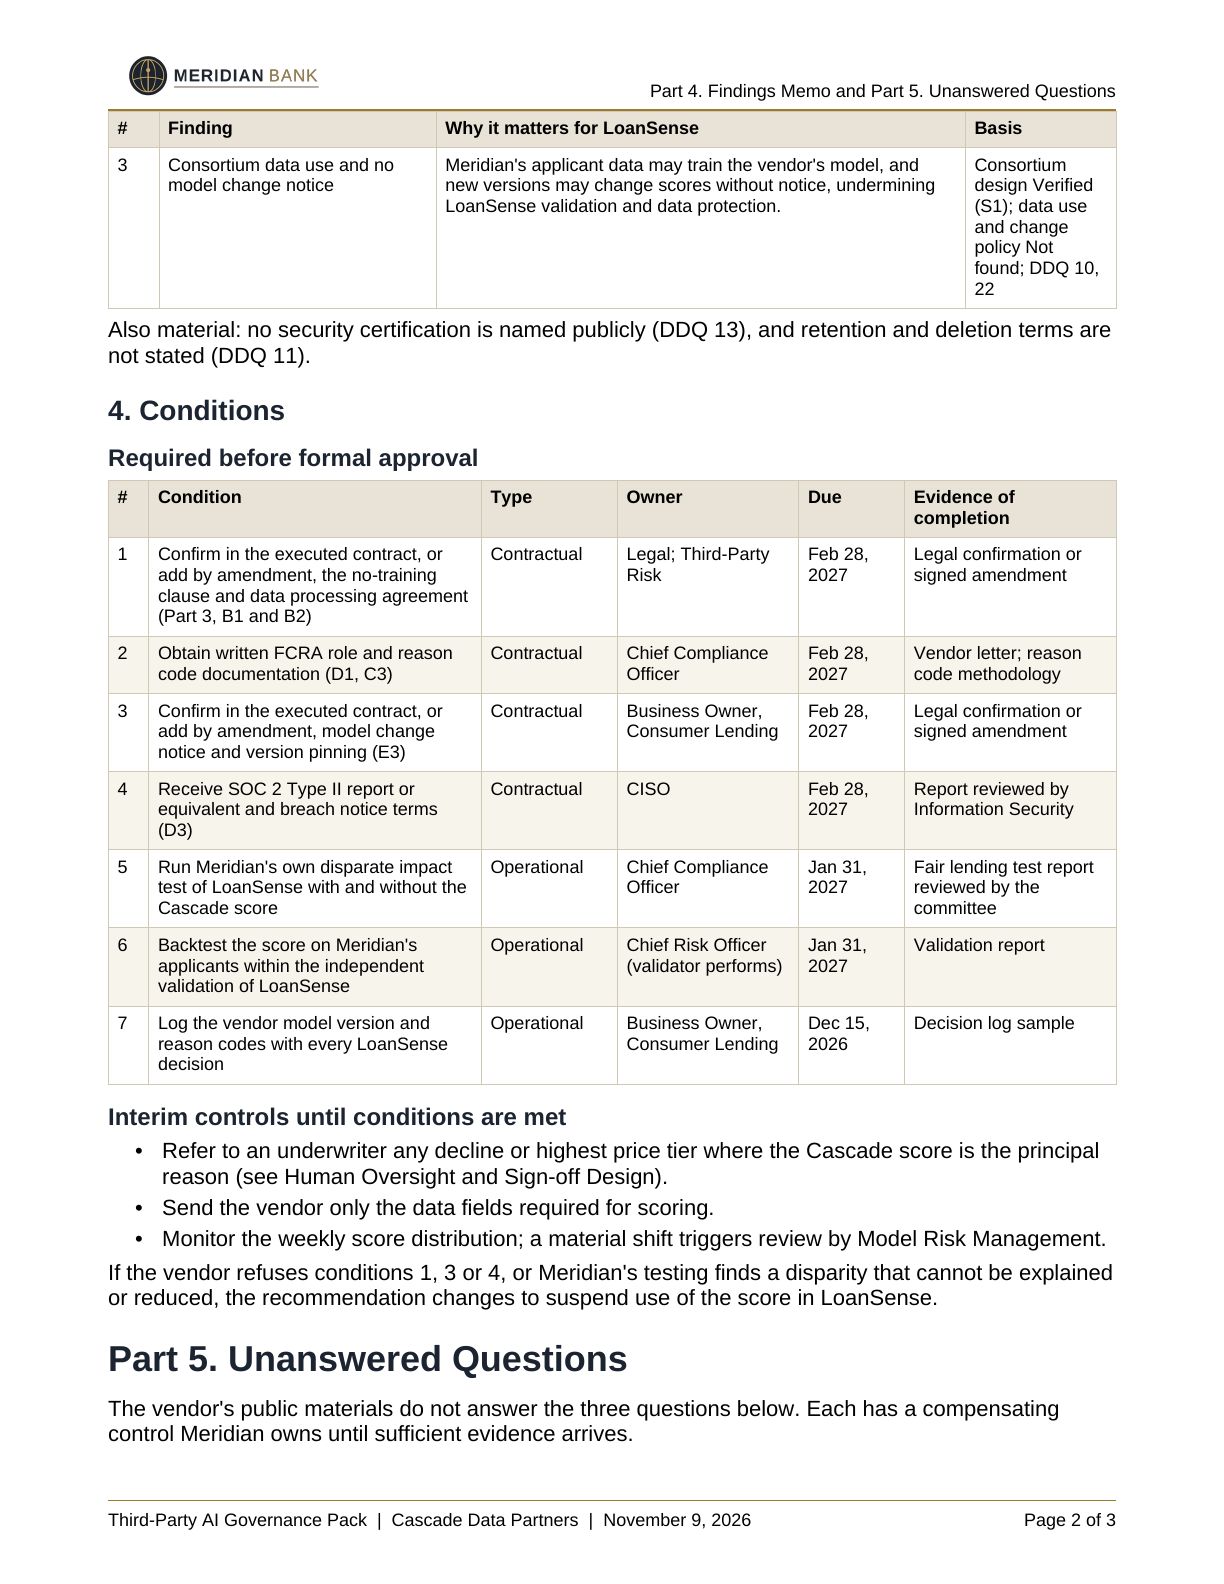 MERIDIAN BANK
Part 4. Findings Memo and Part 5. Unanswered Questions
# Finding Why it matters for LoanSense Basis
3 Consortium data use and no model change notice
Meridian's applicant data may train the vendor's model, and
new versions may change scores without notice, undermining
LoanSense validation and data protection.
Consortium
design Verified
(S1); data use
and change
policy Not
found; DDQ 10,
22
Also material: no security certification is named publicly (DDQ 13), and retention and deletion terms are
not stated (DDQ 11).
4. Conditions
Required before formal approval
# Condition Type Owner Due Evidence of completion
1 Confirm in the executed contract, or
add by amendment, the no-training
clause and data processing agreement
(Part 3, B1 and B2)
Contractual
Legal; Third-Party
Risk
Feb 28,
2027
Legal confirmation or
signed amendment
2 Obtain written FCRA role and reason
code documentation (D1, C3)
Contractual
Chief Compliance
Officer
Feb 28,
2027
Vendor letter; reason
code methodology
3 Confirm in the executed contract, or
add by amendment, model change
notice and version pinning (E3)
Contractual
Business Owner,
Consumer Lending
Feb 28,
2027
Legal confirmation or
signed amendment
4 Receive SOC 2 Type II report or
equivalent and breach notice terms
(D3)
Contractual
CISO
Feb 28,
2027
Report reviewed by
Information Security
5 Run Meridian's own disparate impact
test of LoanSense with and without the
Cascade score
Operational
Chief Compliance
Officer
Jan 31,
2027
Fair lending test report
reviewed by the
committee
6 Backtest the score on Meridian's
applicants within the independent
validation of LoanSense
Operational
Chief Risk Officer
(validator performs)
Jan 31,
2027
Validation report
7 Log the vendor model version and
reason codes with every LoanSense
decision
Operational
Business Owner,
Consumer Lending
Dec 15,
2026
Decision log sample
Interim controls until conditions are met
• Refer to an underwriter any decline or highest price tier where the Cascade score is the principal
reason (see Human Oversight and Sign-off Design).
• Send the vendor only the data fields required for scoring.
• Monitor the weekly score distribution; a material shift triggers review by Model Risk Management.
If the vendor refuses conditions 1, 3 or 4, or Meridian's testing finds a disparity that cannot be explained
or reduced, the recommendation changes to suspend use of the score in LoanSense.
Part 5. Unanswered Questions
The vendor's public materials do not answer the three questions below. Each has a compensating
control Meridian owns until sufficient evidence arrives.
Third-Party AI Governance Pack | Cascade Data Partners | November 9, 2026
Page 2 of 3